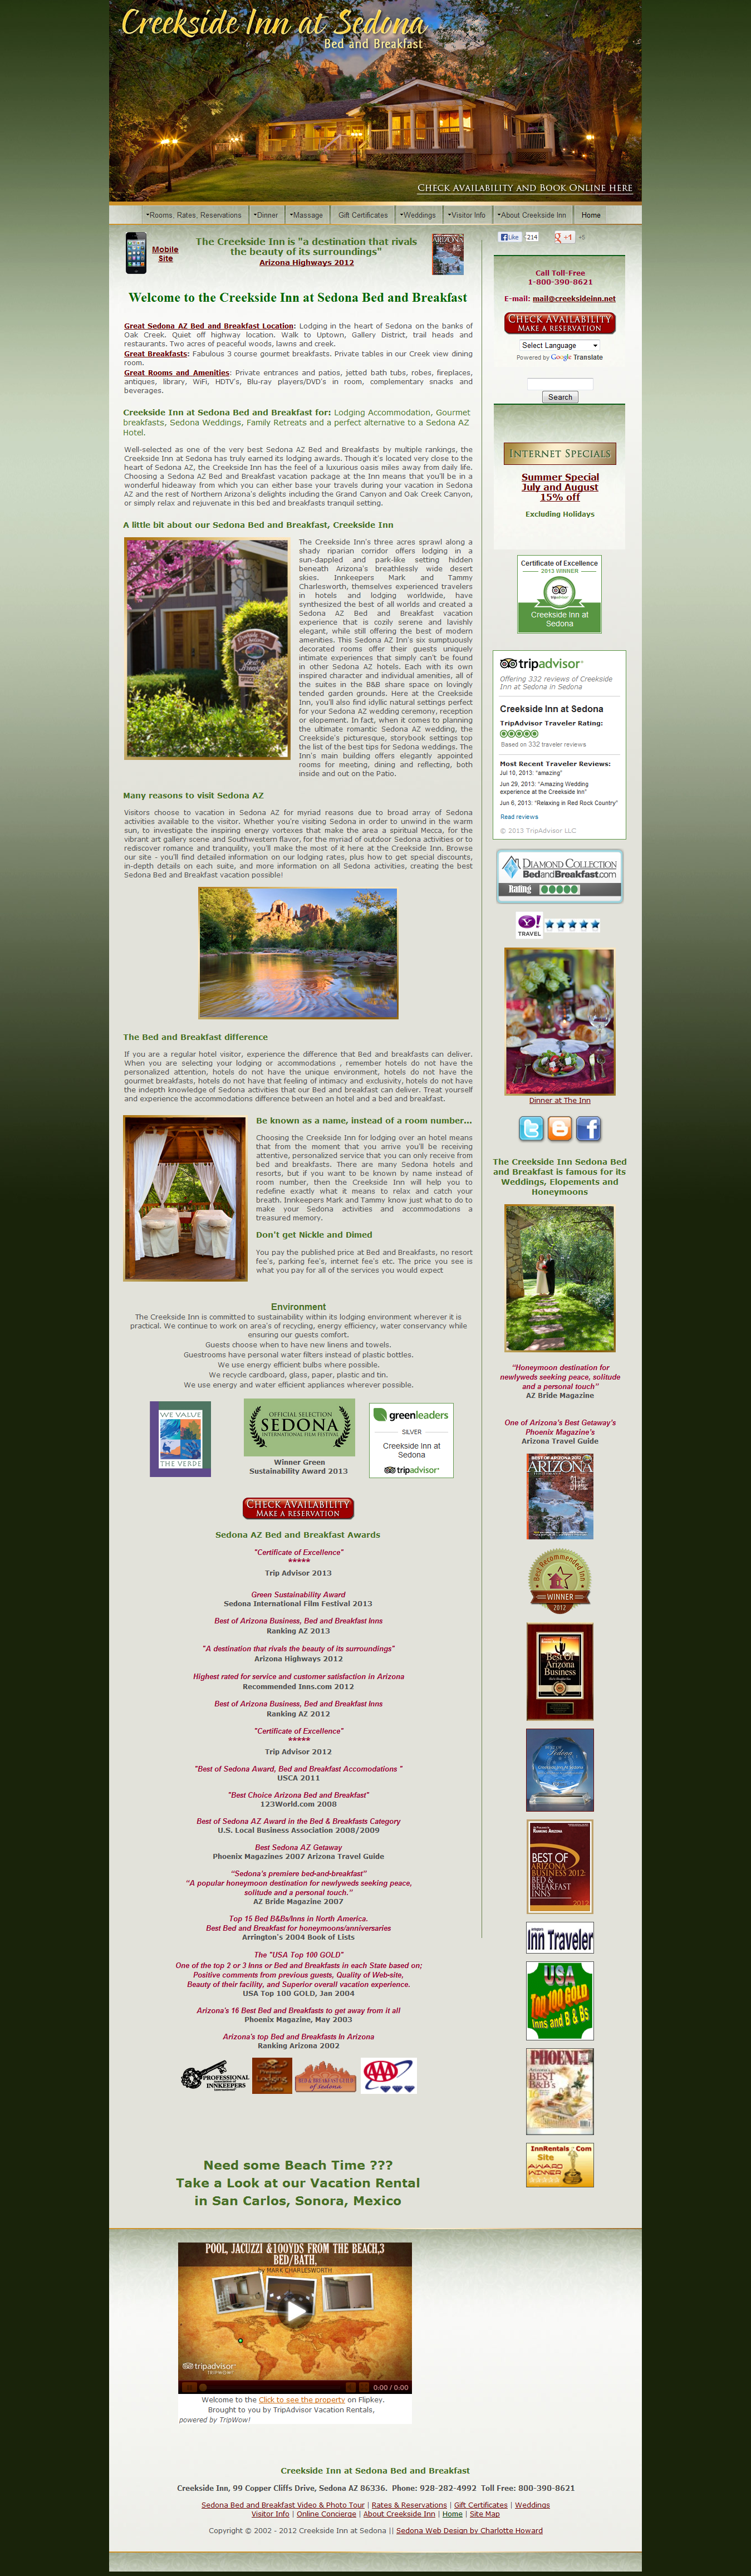 Creekside Inn at Sedona
Bed and Breakfast
Check Availability and Book Online Here
Rooms, Rates, Reservations
Dinner
Massage
Gift Certificates
Weddings
Visitor Info
About Creekside Inn
Home
Mobile
Site
The Creekside Inn is "a destination that rivals
the beauty of its surroundings"
Arizona Highways 2012
ARIZONA
Welcome to the Creekside Inn at Sedona Bed and Breakfast
Great Sedona AZ Bed and Breakfast Location: Lodging in the heart of Sedona on the banks of
Oak Creek. Quiet off highway location. Walk to Uptown, Gallery District, trail heads and
restaurants. Two acres of peaceful woods, lawns and creek.
Great Breakfasts: Fabulous 3 course gourmet breakfasts. Private tables in our Creek view dining
room.
Great Rooms and Amenities: Private entrances and patios, jetted bath tubs, robes, fireplaces,
antiques, library, WiFi, HDTV's, Blu-ray players/DVD's in room, complementary snacks and
beverages.
Creekside Inn at Sedona Bed and Breakfast for: Lodging Accommodation, Gourmet
breakfasts, Sedona Weddings, Family Retreats and a perfect alternative to a Sedona AZ
Hotel.
Well-selected as one of the very best Sedona AZ Bed and Breakfasts by multiple rankings, the
Creekside Inn at Sedona has truly earned its lodging awards. Though it's located very close to the
heart of Sedona AZ, the Creekside Inn has the feel of a luxurious oasis miles away from daily life.
Choosing a Sedona AZ Bed and Breakfast vacation package at the Inn means that you'll be in a
woodsy hideaway from which you can either base your travels during your vacation in Sedona
AZ and the rest of Northern Arizona's delights including the Grand Canyon and Oak Creek Canyon,
or simply relax and rejuvenate in this bed and breakfasts tranquil setting.
A little bit about our Sedona Bed and Breakfast, Creekside Inn
The Creekside Inn's three acres sprawl along a
shady riparian corridor offers lodging in a
sun-dappled and park-like setting hidden
beneath Arizona's breathlessly wide desert
skies. Innkeepers Mark and Tammy
Charlesworth, themselves experienced travelers
in hotels and lodging worldwide, have
synthesized the best of all worlds and created a
Sedona AZ Bed and Breakfast vacation
experience that is cozily serene and lavishly
elegant, while still offering the best of modern
amenities. This Sedona AZ Inn's six sumptuously
decorated rooms offer their guests uniquely
intimate experiences that simply can't be found
in other Sedona AZ hotels. Each with its own
inspired character and individual amenities, all of
the suites in the B&B share space on lovingly
tended garden grounds. Here at the Creekside
Inn, you'll also find idyllic natural settings perfect
for your Sedona AZ wedding ceremony, reception
or elopement. In fact, when it comes to planning
the ultimate romantic Sedona AZ wedding, the
Creekside's picturesque, storybook settings top
the list of the best tips for Sedona weddings. The
Inn's main building offers elegantly appointed
rooms for meeting, dining and reflecting, both
inside and out on the Patio.
Many reasons to visit Sedona AZ
Visitors choose to vacation in Sedona AZ for myriad reasons due to broad array of Sedona
activities available to the visitor. Whether you're visiting Sedona in order to unwind in the warm
sun, to investigate the inspiring energy vortexes that make the area a spiritual Mecca, for the
vibrant art gallery scene and Southwestern flavor, for the myriad of outdoor Sedona activities or to
rediscover romance and tranquility, you'll make the most of it here at the Creekside Inn. Browse
our site - you'll find detailed information on our lodging rates, plus how to get special discounts,
in-depth details on each suite, and more information on all Sedona activities, creating the best
Sedona Bed and Breakfast vacation possible!
The Bed and Breakfast difference
If you are a regular hotel visitor, experience the difference that Bed and breakfasts can deliver.
When you are selecting your lodging or accommodations , remember hotels do not have the
personalized attention, hotels do not have the unique environment, hotels do not have the
gourmet breakfasts, hotels do not have that feeling of intimacy and exclusivity, hotels do not have
the indepth knowledge of Sedona activities that our Bed and breakfast can deliver. Treat yourself
and experience the accommodations difference between an hotel and a bed and breakfast.
Be known as a name, instead of a room number...
Choosing the Creekside Inn for lodging over an hotel means
that from the moment that you arrive you'll be receiving
attentive, personalized service that you can only receive from
bed and breakfasts. There are many Sedona hotels and
resorts, but if you want to be known by name instead of
room number, then the Creekside Inn will help you to
redefine exactly what it means to relax and catch your
breath. Innkeepers Mark and Tammy know just what to do to
make your Sedona activities and accommodations a
treasured memory.
Don't get Nickle and Dimed
You pay the published price at Bed and Breakfasts, no resort
fee's, parking fee's, internet fee's etc. The price you see is
what you pay for all of the services you would expect
Environment
The Creekside Inn is committed to sustainability within its lodging environment wherever it is
practical. We continue to work on area's of recycling, energy efficiency, water conservancy while
ensuring our guests comfort.
Guests choose when to have new linens and towels.
Guestrooms have personal water filters instead of plastic bottles.
We use energy efficient bulbs where possible.
We recycle cardboard, glass, paper, plastic and tin.
We use energy and water efficient appliances wherever possible.
WE VALUE
THE VERDE
OFFICIAL SELECTION
SEDONA
INTERNATIONAL FILM FESTIVAL
Winner Green
Sustainability Award 2013
greenleaders
SILVER
Creekside Inn at
Sedona
tripadvisor
Check Availability
Make a Reservation
Sedona AZ Bed and Breakfast Awards
"Certificate of Excellence"
*****
Trip Advisor 2013
Green Sustainability Award
Sedona International Film Festival 2013
Best of Arizona Business, Bed and Breakfast Inns
Ranking AZ 2013
"A destination that rivals the beauty of its surroundings"
Arizona Highways 2012
Highest rated for service and customer satisfaction in Arizona
Recommended Inns.com 2012
Best of Arizona Business, Bed and Breakfast Inns
Ranking AZ 2012
"Certificate of Excellence"
*****
Trip Advisor 2012
"Best of Sedona Award, Bed and Breakfast Accomodations "
USCA 2011
"Best Choice Arizona Bed and Breakfast"
123World.com 2008
Best of Sedona AZ Award in the Bed & Breakfasts Category
U.S. Local Business Association 2008/2009
Best Sedona AZ Getaway
Phoenix Magazines 2007 Arizona Travel Guide
"Sedona's premiere bed-and-breakfast"
"A popular honeymoon destination for newlyweds seeking peace,
solitude and a personal touch."
AZ Bride Magazine 2007
Top 15 Bed B&Bs/Inns in North America.
Best Bed and Breakfast for honeymoons/anniversaries
Arrington's 2004 Book of Lists
The "USA Top 100 GOLD"
One of the top 2 or 3 Inns or Bed and Breakfasts in each State based on;
Positive comments from previous guests, Quality of Web-site,
Beauty of their facility, and Superior overall vacation experience.
USA Top 100 GOLD, Jan 2004
Arizona's 16 Best Bed and Breakfasts to get away from it all
Phoenix Magazine, May 2003
Arizona's top Bed and Breakfasts In Arizona
Ranking Arizona 2002
PROFESSIONAL
INNKEEPERS
BED & BREAKFAST GUILD
of sedona
AAA
Need some Beach Time ???
Take a Look at our Vacation Rental
in San Carlos, Sonora, Mexico
Like
214
+1
+5
Call Toll-Free
1-800-390-8621
E-mail: mail@creeksideinn.net
Check Availability
Make a Reservation
Select Language
Powered by Google Translate
Search
Internet Specials
Summer Special
July and August
15% off
Excluding Holidays
Certificate of Excellence
2013 WINNER
tripadvisor
Creekside Inn at
Sedona
tripadvisor
Offering 332 reviews of Creekside
Inn at Sedona in Sedona
Creekside Inn at Sedona
TripAdvisor Traveler Rating:
Based on 332 traveler reviews
Most Recent Traveler Reviews:
Jul 10, 2013: "amazing"
Jun 29, 2013: "Amazing Wedding
experience at the Creekside Inn"
Jun 6, 2013: "Relaxing in Red Rock Country"
Read reviews
© 2013 TripAdvisor LLC
Diamond Collection
BedandBreakfast.com
Rating
Y!
TRAVEL
Dinner at The Inn
The Creekside Inn Sedona Bed
and Breakfast is famous for its
Weddings, Elopements and
Honeymoons
"Honeymoon destination for
newlyweds seeking peace, solitude
and a personal touch"
AZ Bride Magazine
One of Arizona's Best Getaway's
Phoenix Magazine's
Arizona Travel Guide
BEST OF ARIZONA 2012
ARIZONA
Best Recommended Inn
WINNER
2012
Best Of
Arizona
Business
BEST OF
ARIZONA
BUSINESS 2012:
BED &
BREAKFAST
INNS
2012
Inn Traveler
USA
Top 100
GOLD
Inns and B & Bs
PHOENIX
BEST
B&B's
InnRentals Com
Site
AWARD
WINNER
POOL, JACUZZI &100YDS FROM THE BEACH,3
BED/BATH,
by MARK CHARLESWORTH
tripadvisor
TRIPWOW!
0:00 / 0:00
Welcome to the Click to see the property on Flipkey.
Brought to you by TripAdvisor Vacation Rentals,
powered by TripWow!
Creekside Inn at Sedona Bed and Breakfast
Creekside Inn, 99 Copper Cliffs Drive, Sedona AZ 86336. Phone: 928-282-4992 Toll Free: 800-390-8621
Sedona Bed and Breakfast Video & Photo Tour | Rates & Reservations | Gift Certificates | Weddings
Visitor Info | Online Concierge | About Creekside Inn | Home | Site Map
Copyright © 2002 - 2012 Creekside Inn at Sedona || Sedona Web Design by Charlotte Howard